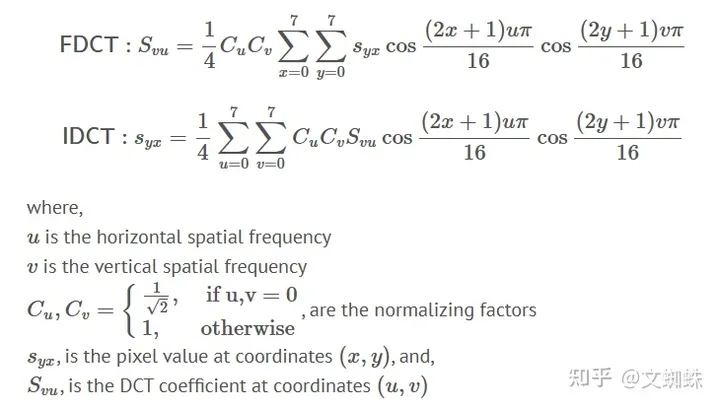 FDCT : S_{vu} = \frac{1}{4} C_u C_v \sum_{x=0}^{7} \sum_{y=0}^{7} s_{yx} \cos \frac{(2x+1)u\pi}{16} \cos \frac{(2y+1)v\pi}{16}
IDCT : s_{yx} = \frac{1}{4} \sum_{u=0}^{7} \sum_{v=0}^{7} C_u C_v S_{vu} \cos \frac{(2x+1)u\pi}{16} \cos \frac{(2y+1)v\pi}{16}
where,
u is the horizontal spatial frequency
v is the vertical spatial frequency
C_u, C_v = \begin{cases} \frac{1}{\sqrt{2}}, & \text{if u,v = 0} \\ 1, & \text{otherwise} \end{cases}, are the normalizing factors
s_{yx}, is the pixel value at coordinates (x, y), and,
S_{vu}, is the DCT coefficient at coordinates (u, v)
知乎 @文蜘蛛